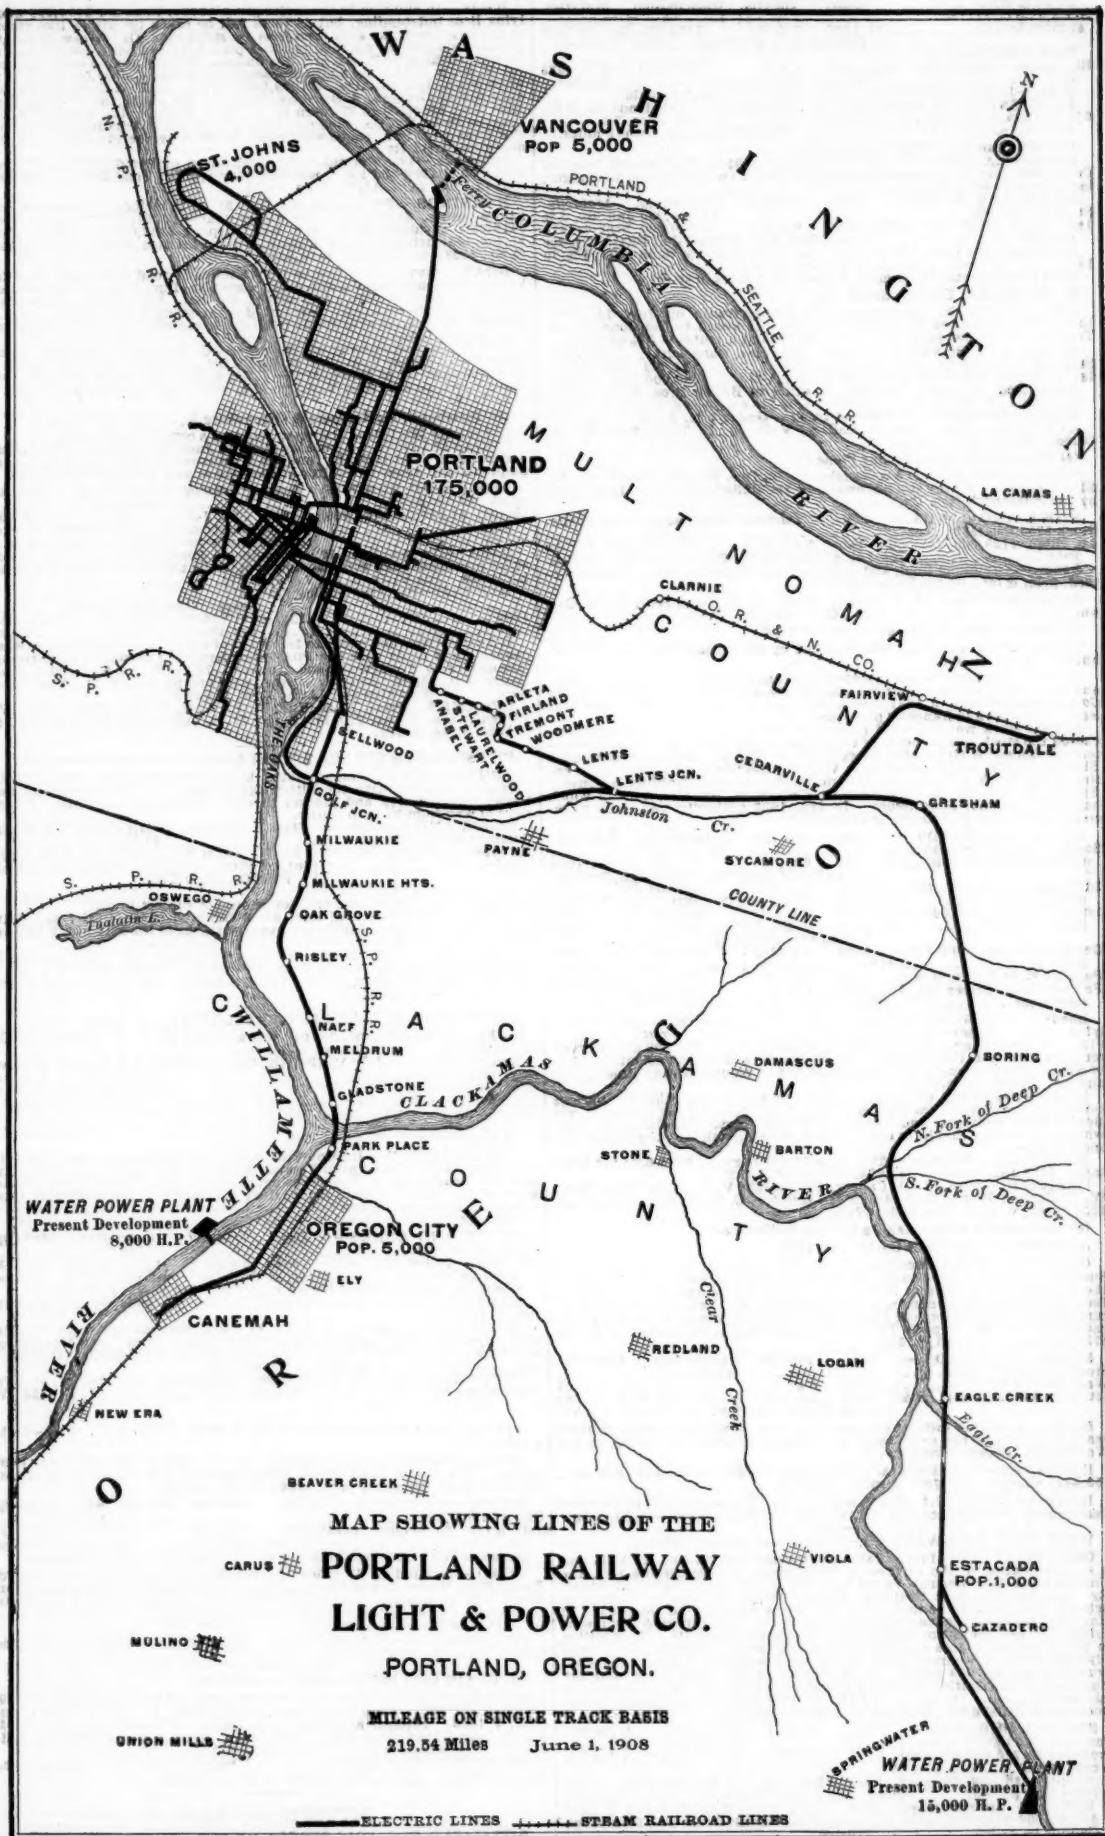 WASHINGTON
N
VANCOUVER
POP 5,000
ST. JOHNS
4,000
N. P. R. R.
Ferry
PORTLAND & SEATTLE R. R.
COLUMBIA RIVER
PORTLAND
175,000
MULTNOMAH COUNTY
LA CAMAS
CLARNIE
O. R. & N. CO.
FAIRVIEW
TROUTDALE
S. P. R. R.
THE OAKS
SELLWOOD
ANABEL
STEWART
LAURELWOOD
ARLETA
FIRLAND
TREMONT
WOODMERE
LENTS
LENTS JCN.
CEDARVILLE
GRESHAM
GOLF JCN.
Johnston Cr.
MILWAUKIE
PAYNE
SYCAMORE
MILWAUKIE HTS.
S. P. R. R.
OSWEGO
COUNTY LINE
Tualatin L.
OAK GROVE
RISLEY
S. P. R. R.
NAEF
MELDRUM
CLACKAMAS COUNTY
OREGON
DAMASCUS
BORING
GLADSTONE
CLACKAMAS RIVER
N. Fork of Deep Cr.
PARK PLACE
STONE
BARTON
S. Fork of Deep Cr.
WILLAMETTE RIVER
WATER POWER PLANT
Present Development
8,000 H.P.
OREGON CITY
POP. 5,000
ELY
CANEMAH
Clear Creek
REDLAND
LOGAN
NEW ERA
EAGLE CREEK
Eagle Cr.
BEAVER CREEK
MAP SHOWING LINES OF THE
CARUS
PORTLAND RAILWAY
LIGHT & POWER CO.
PORTLAND, OREGON.
VIOLA
ESTACADA
POP. 1,000
CAZADERO
MULINO
MILEAGE ON SINGLE TRACK BASIS
219.54 Miles June 1, 1908
UNION MILLS
SPRINGWATER
WATER POWER PLANT
Present Development
15,000 H. P.
ELECTRIC LINES STEAM RAILROAD LINES